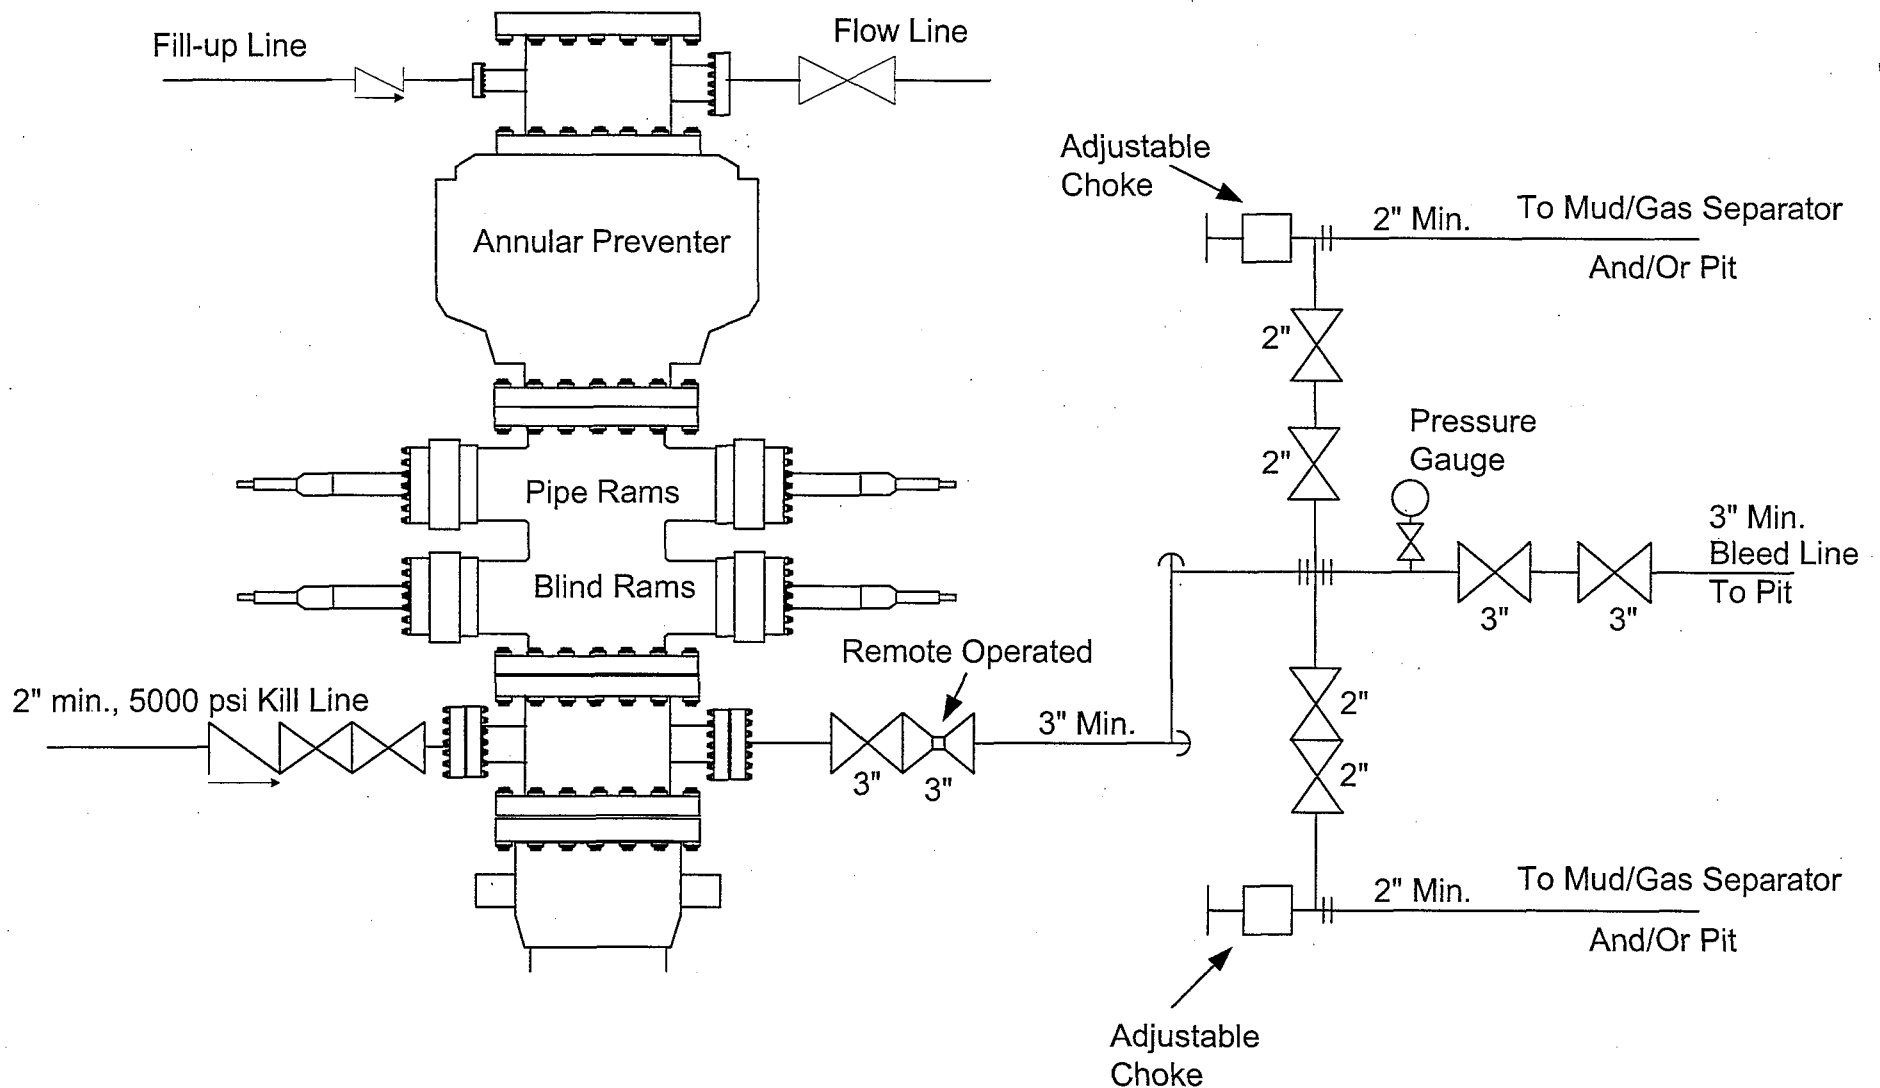 Fill-up Line
Flow Line
Adjustable
Choke
2" Min.
To Mud/Gas Separator
And/Or Pit
Annular Preventer
2"
2"
Pressure
Gauge
Pipe Rams
3" Min.
Bleed Line
To Pit
Blind Rams
3"
3"
Remote Operated
2" min., 5000 psi Kill Line
3" Min.
3"
3"
2"
2"
2" Min.
To Mud/Gas Separator
And/Or Pit
Adjustable
Choke